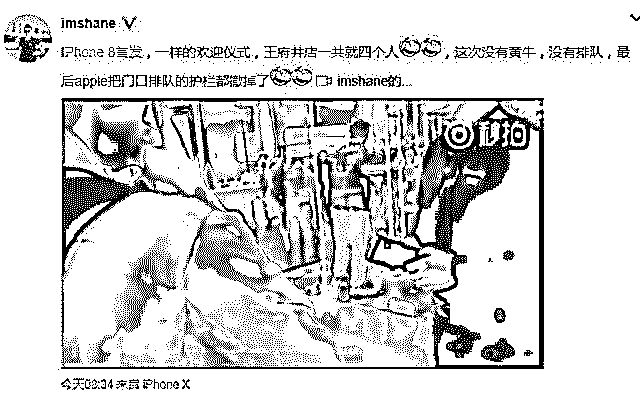 imshane
iPhone 8首发，一样的欢迎仪式，王府井店一共就四个人，这次没有黄牛，没有排队，最
后apple把门口排队的护栏都撤掉了 imshane的...
秒拍
今天08:34 来自 iPhone X